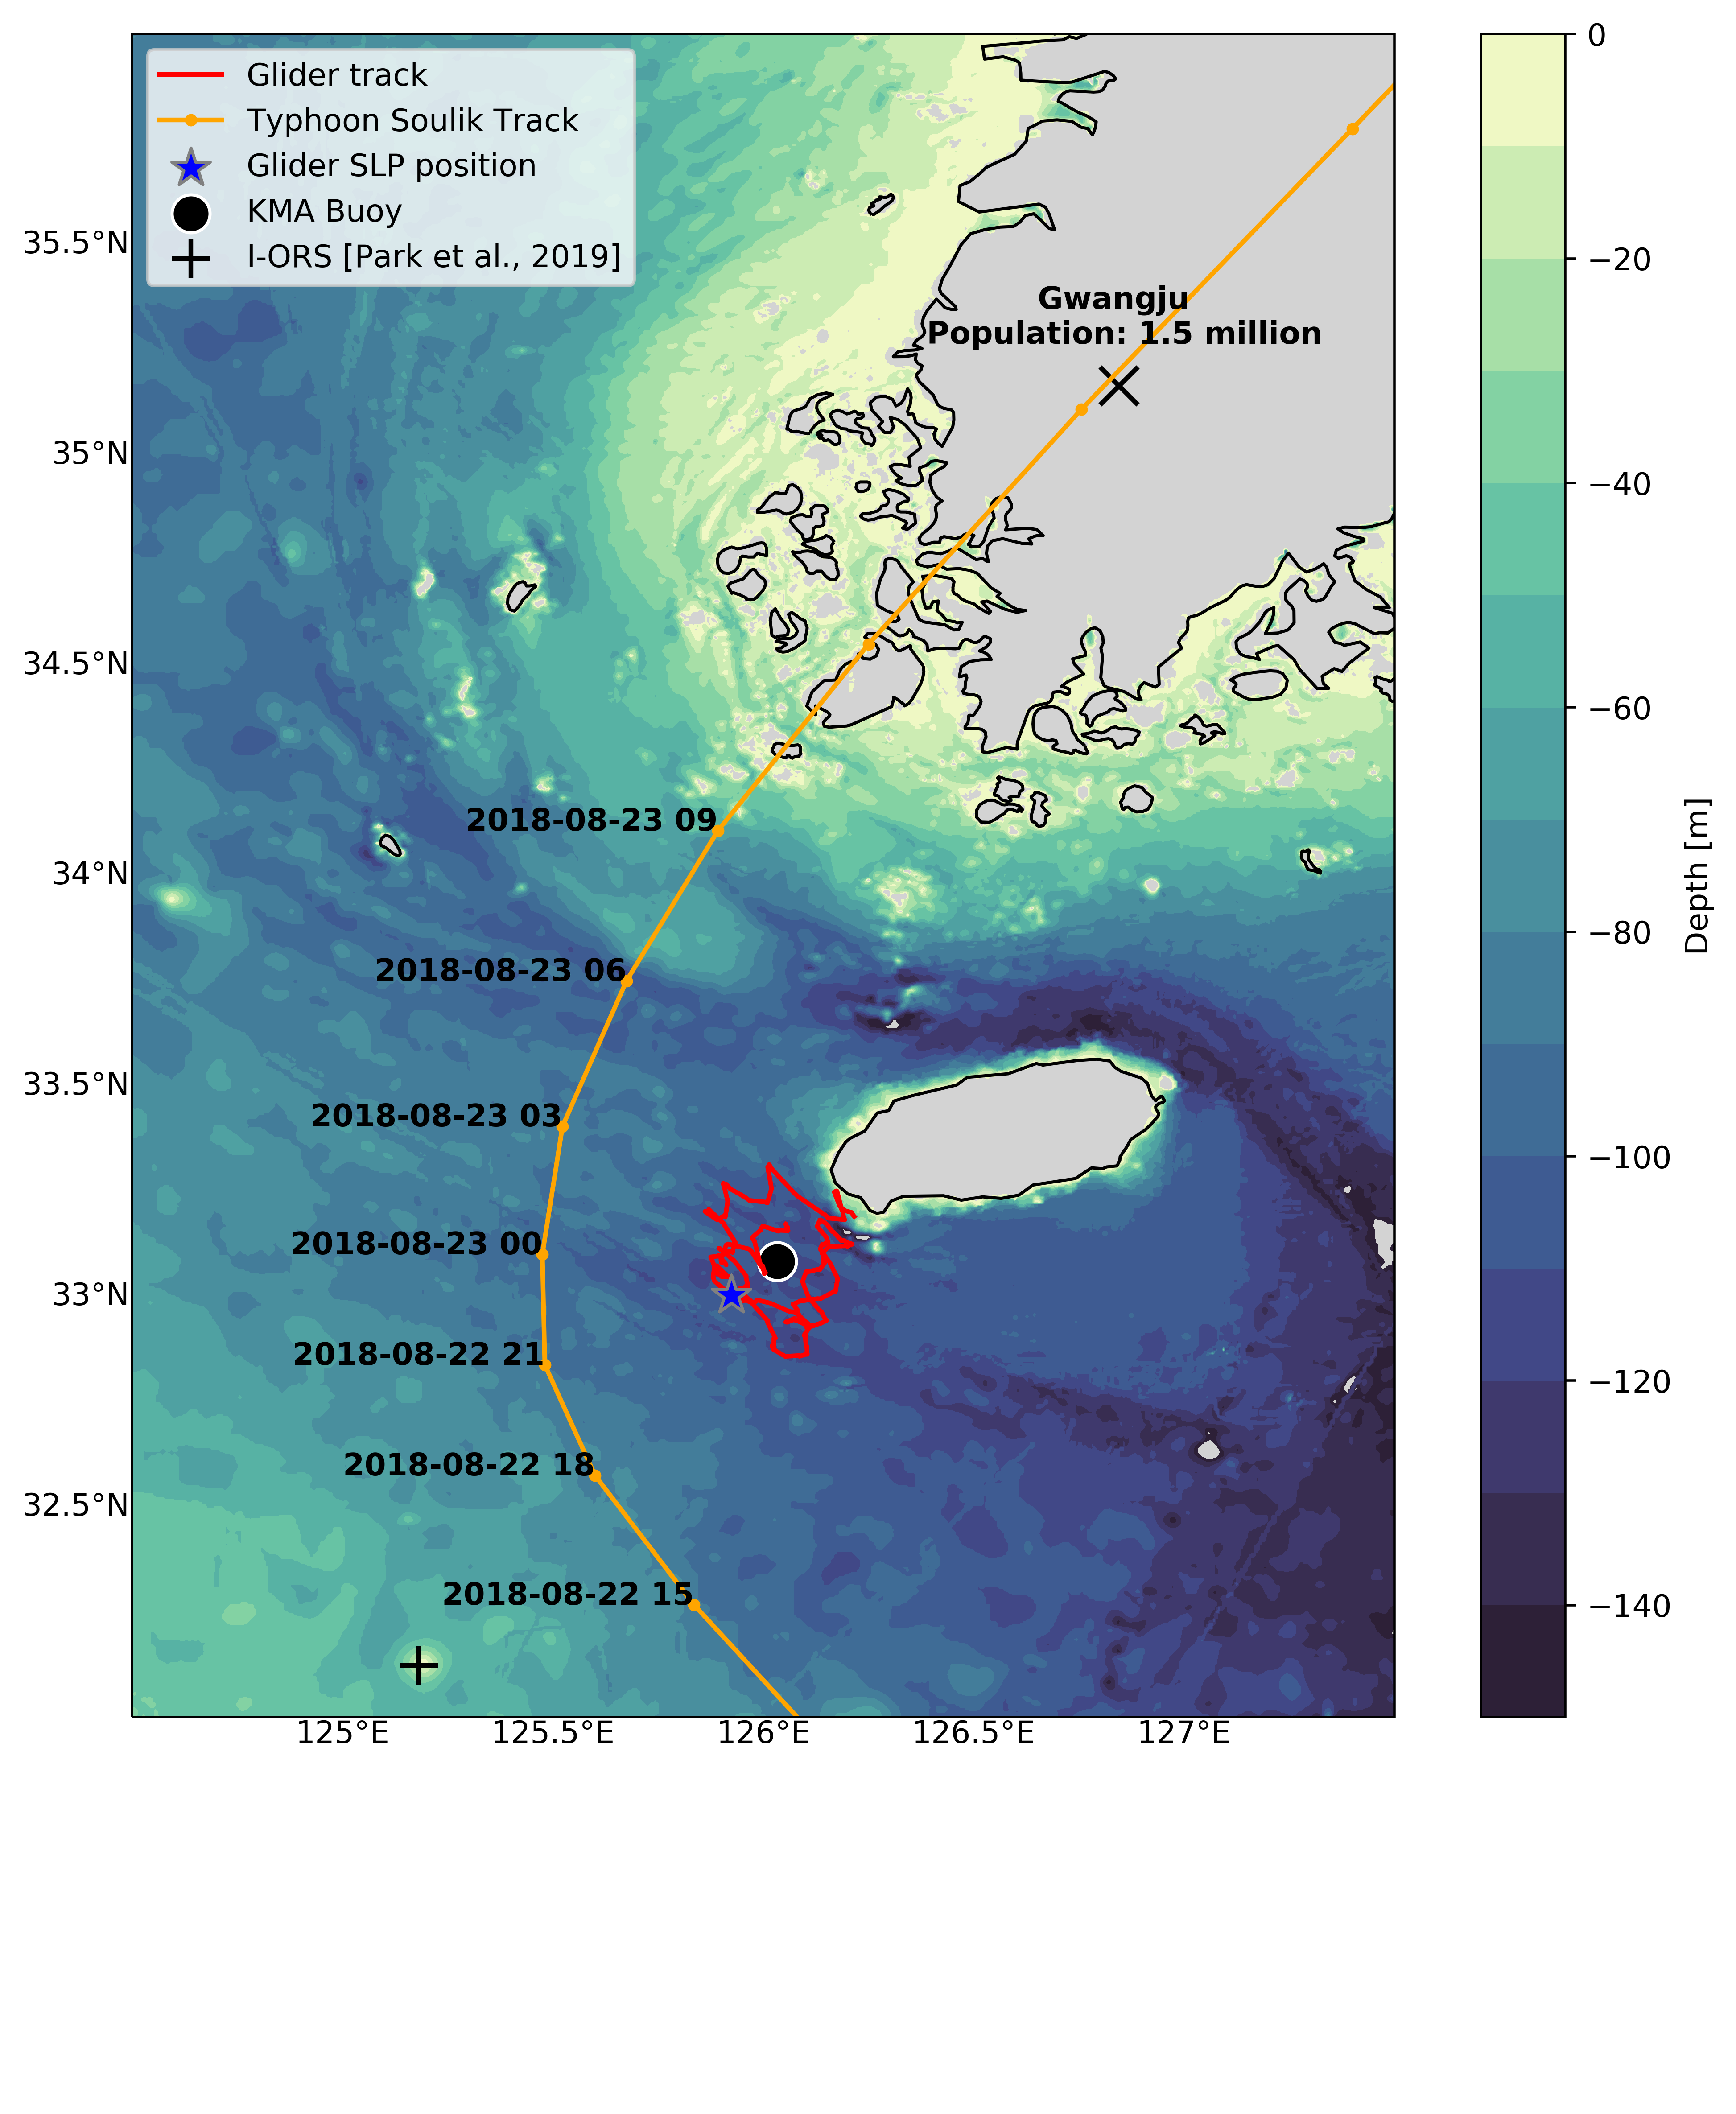 Glider track
Typhoon Soulik Track
Glider SLP position
KMA Buoy
I-ORS [Park et al., 2019]
Gwangju
Population: 1.5 million
2018-08-23 09
2018-08-23 06
2018-08-23 03
2018-08-23 00
2018-08-22 21
2018-08-22 18
2018-08-22 15
35.5°N
35°N
34.5°N
34°N
33.5°N
33°N
32.5°N
125°E
125.5°E
126°E
126.5°E
127°E
0
−20
−40
−60
−80
−100
−120
−140
Depth [m]